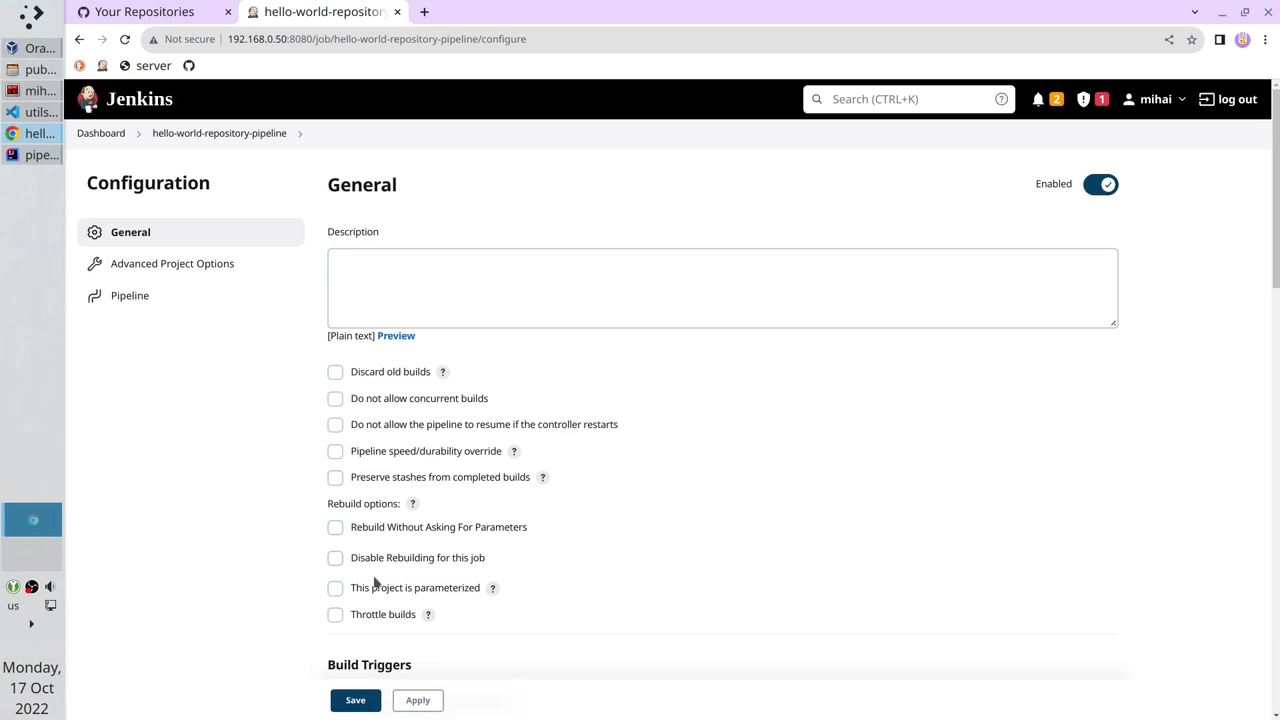 Your Repositories
hello-world-repository
Not secure
192.168.0.50:8080/job/hello-world-repository-pipeline/configure
server
Ora...
pub...
mih...
utils...
hell...
pipe...
us
Monday,
17 Oct
2022
Jenkins
Search (CTRL+K)
?
2
1
mihai
log out
Dashboard
hello-world-repository-pipeline
Configuration
General
Advanced Project Options
Pipeline
General
Enabled
Description
[Plain text] Preview
Discard old builds ?
Do not allow concurrent builds
Do not allow the pipeline to resume if the controller restarts
Pipeline speed/durability override ?
Preserve stashes from completed builds ?
Rebuild options: ?
Rebuild Without Asking For Parameters
Disable Rebuilding for this job
This project is parameterized ?
Throttle builds ?
Build Triggers
Save
Apply